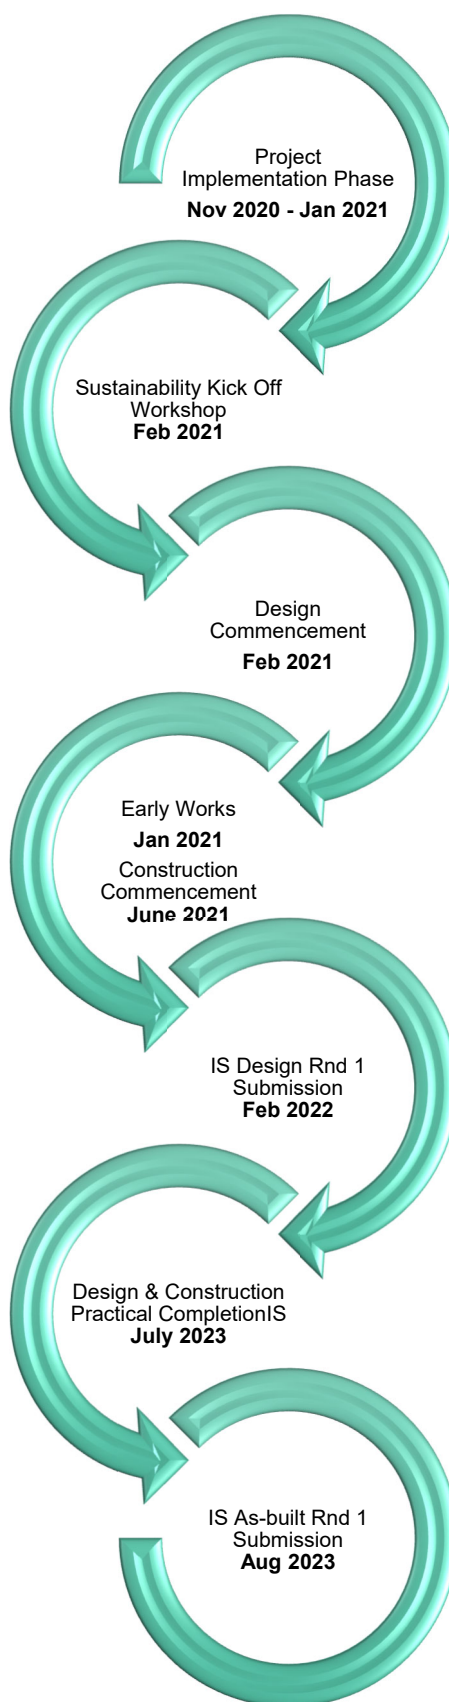 Project
Implementation Phase
Nov 2020 - Jan 2021
Sustainability Kick Off
Workshop
Feb 2021
Design
Commencement
Feb 2021
Early Works
Jan 2021
Construction
Commencement
June 2021
IS Design Rnd 1
Submission
Feb 2022
Design & Construction
Practical CompletionIS
July 2023
IS As-built Rnd 1
Submission
Aug 2023